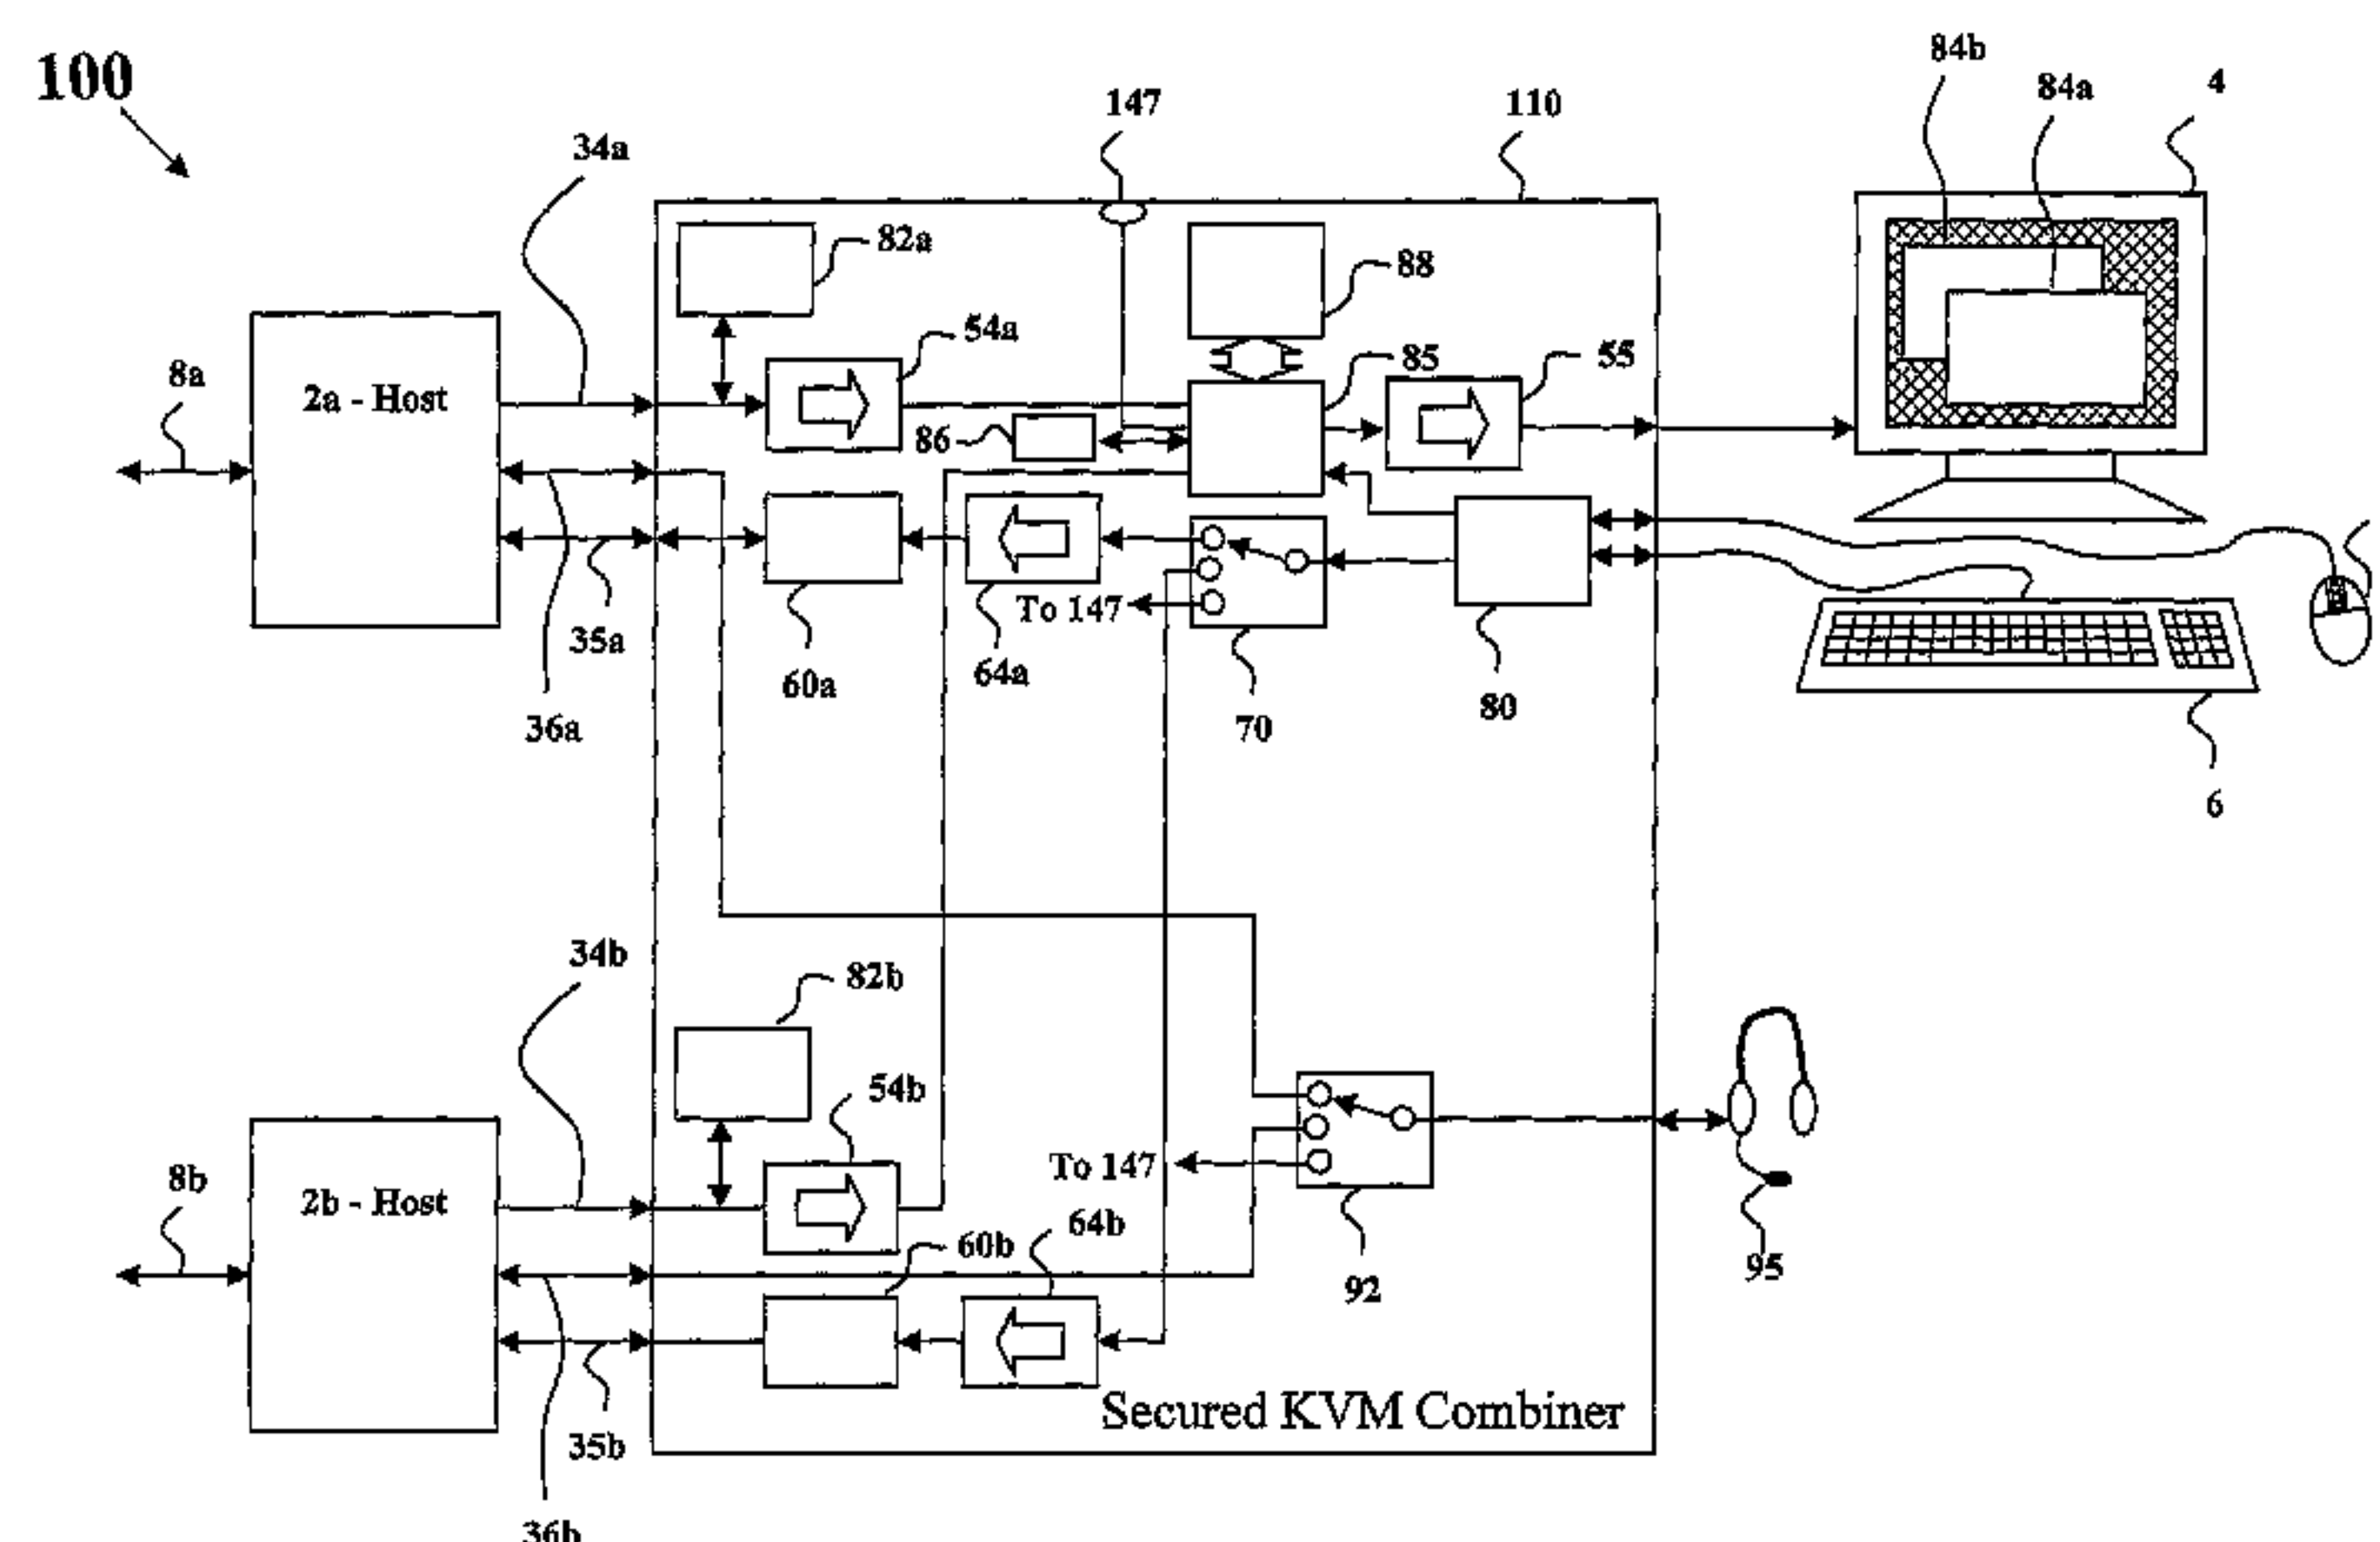 100
147
110
84b
84a
4
34a
82a
88
54a
85
55
8a
2a - Host
86
To 147
35a
60a
64a
70
80
36a
6
34b
82b
54b
8b
2b - Host
To 147
64b
60b
92
95
35b
Secured KVM Combiner
36b